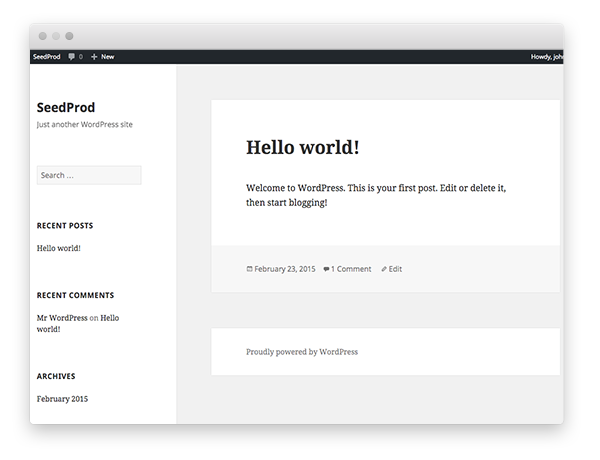 SeedProd 0 New Howdy, joh
SeedProd
Just another WordPress site
Search …
RECENT POSTS
Hello world!
RECENT COMMENTS
Mr WordPress on Hello
world!
ARCHIVES
February 2015
Hello world!
Welcome to WordPress. This is your first post. Edit or delete it,
then start blogging!
February 23, 2015 1 Comment Edit
Proudly powered by WordPress